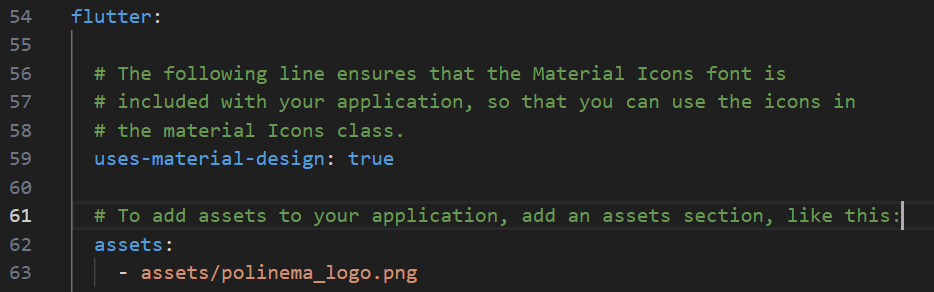 54 flutter:
55
56 # The following line ensures that the Material Icons font is
57 # included with your application, so that you can use the icons in
58 # the material Icons class.
59 uses-material-design: true
60
61 # To add assets to your application, add an assets section, like this:
62 assets:
63 - assets/polinema_logo.png